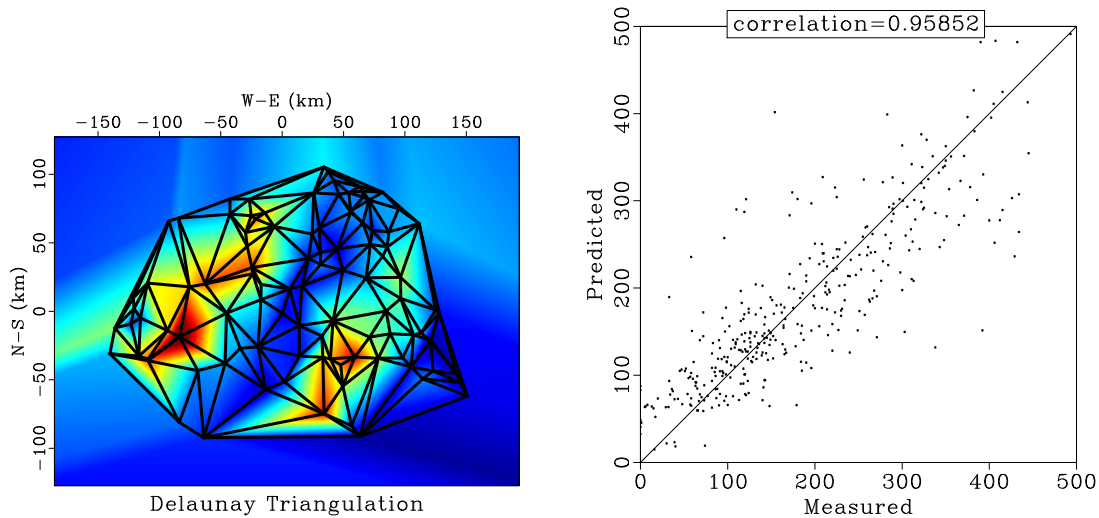 W−E (km)
−150 −100 −50 0 50 100 150
100
50
0
−50
−100
N−S (km)
Delaunay Triangulation
correlation=0.95852
500
400
300
200
100
0
Predicted
0 100 200 300 400 500
Measured